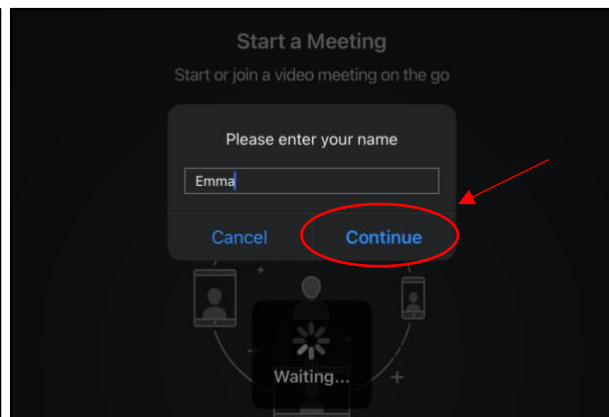 Start a Meeting
Start or join a video meeting on the go
Please enter your name
Emma
Cancel Continue
Waiting...